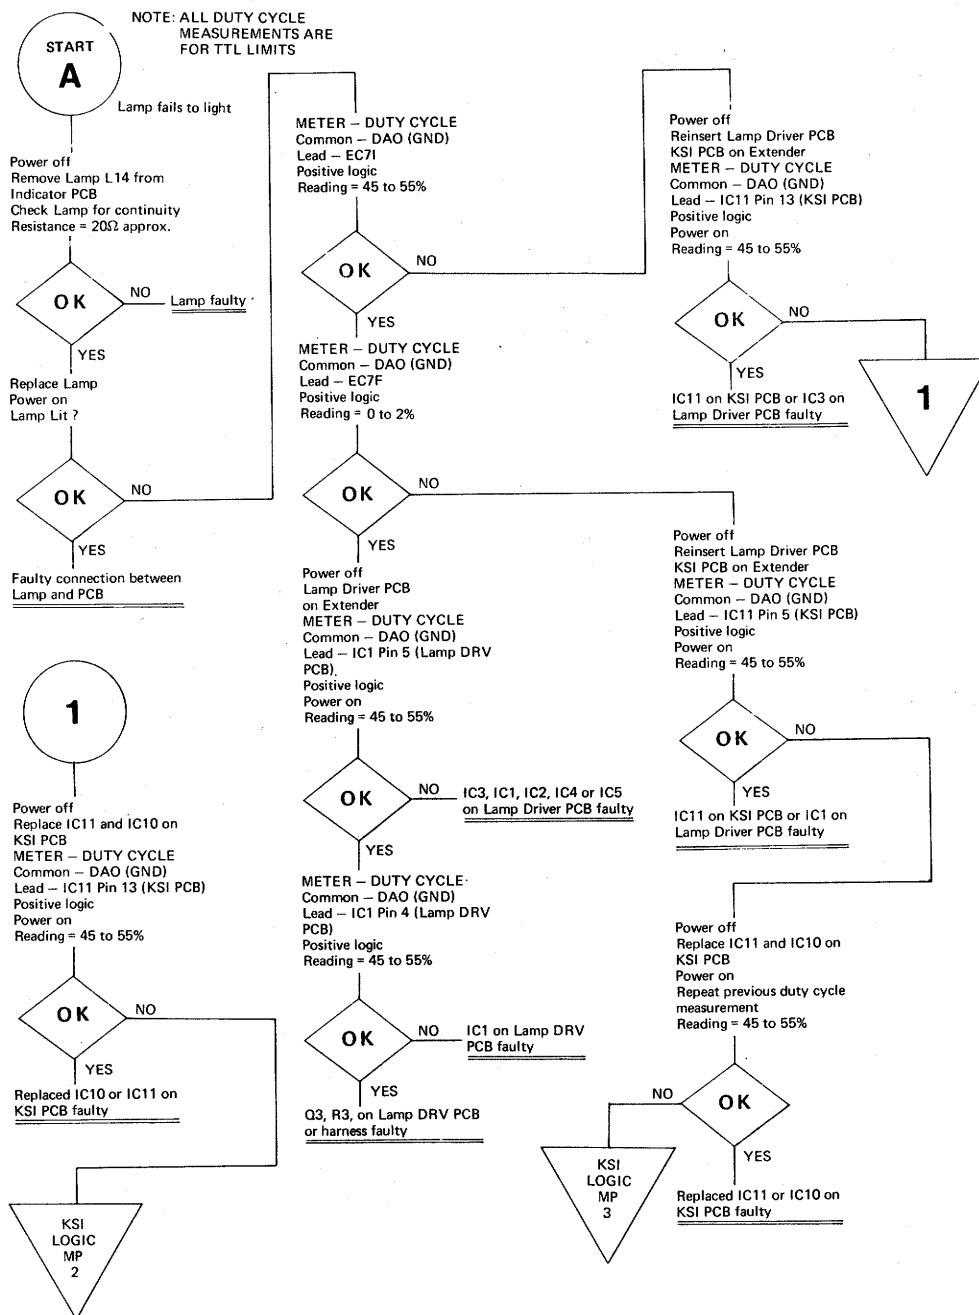 NOTE: ALL DUTY CYCLE
MEASUREMENTS ARE
FOR TTL LIMITS
START
A
Lamp fails to light
Power off
Remove Lamp L14 from
Indicator PCB
Check Lamp for continuity
Resistance = 20Ω approx.
OK
NO
Lamp faulty
YES
Replace Lamp
Power on
Lamp Lit ?
OK
NO
YES
Faulty connection between
Lamp and PCB
METER – DUTY CYCLE
Common – DAO (GND)
Lead – EC7I
Positive logic
Reading = 45 to 55%
OK
NO
YES
METER – DUTY CYCLE
Common – DAO (GND)
Lead – EC7F
Positive logic
Reading = 0 to 2%
OK
NO
YES
Power off
Lamp Driver PCB
on Extender
METER – DUTY CYCLE
Common – DAO (GND)
Lead – IC1 Pin 5 (Lamp DRV
PCB).
Positive logic
Power on
Reading = 45 to 55%
OK
NO
IC3, IC1, IC2, IC4 or IC5
on Lamp Driver PCB faulty
YES
METER – DUTY CYCLE
Common – DAO (GND)
Lead – IC1 Pin 4 (Lamp DRV
PCB)
Positive logic
Reading = 45 to 55%
OK
NO
IC1 on Lamp DRV
PCB faulty
YES
Q3, R3, on Lamp DRV PCB
or harness faulty
Power off
Reinsert Lamp Driver PCB
KSI PCB on Extender
METER – DUTY CYCLE
Common – DAO (GND)
Lead – IC11 Pin 13 (KSI PCB)
Positive logic
Power on
Reading = 45 to 55%
OK
NO
1
YES
IC11 on KSI PCB or IC3 on
Lamp Driver PCB faulty
Power off
Reinsert Lamp Driver PCB
KSI PCB on Extender
METER – DUTY CYCLE
Common – DAO (GND)
Lead – IC11 Pin 5 (KSI PCB)
Positive logic
Power on
Reading = 45 to 55%
OK
NO
YES
IC11 on KSI PCB or IC1 on
Lamp Driver PCB faulty
Power off
Replace IC11 and IC10 on
KSI PCB
Power on
Repeat previous duty cycle
measurement
Reading = 45 to 55%
OK
NO
KSI
LOGIC
MP
3
YES
Replaced IC11 or IC10 on
KSI PCB faulty
1
Power off
Replace IC11 and IC10 on
KSI PCB
METER – DUTY CYCLE
Common – DAO (GND)
Lead – IC11 Pin 13 (KSI PCB)
Positive logic
Power on
Reading = 45 to 55%
OK
NO
YES
Replaced IC10 or IC11 on
KSI PCB faulty
KSI
LOGIC
MP
2